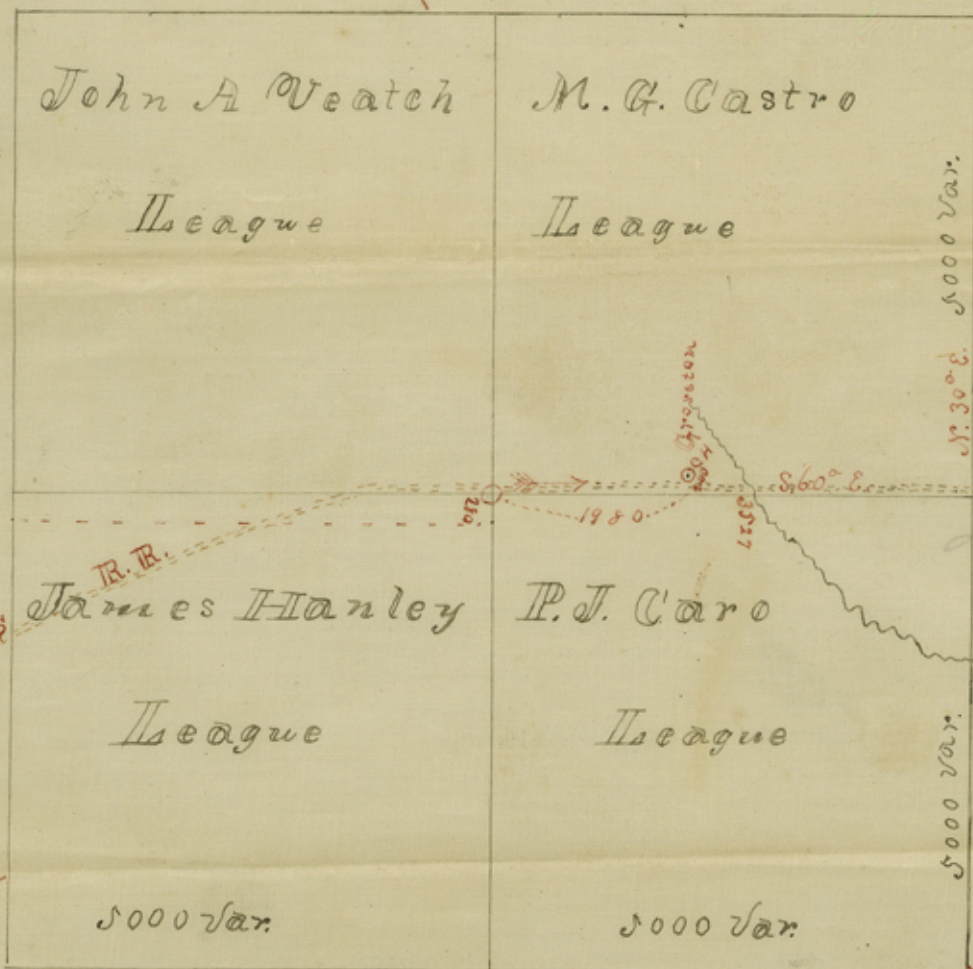 John A Veatch
League
M. G. Castro
League
5000 Var.
N. 30° E.
S 60° E.
1980
3527
R. R.
James Hanley
League
P. J. Caro
League
5000 Var.
5000 Var.
5000 Var.